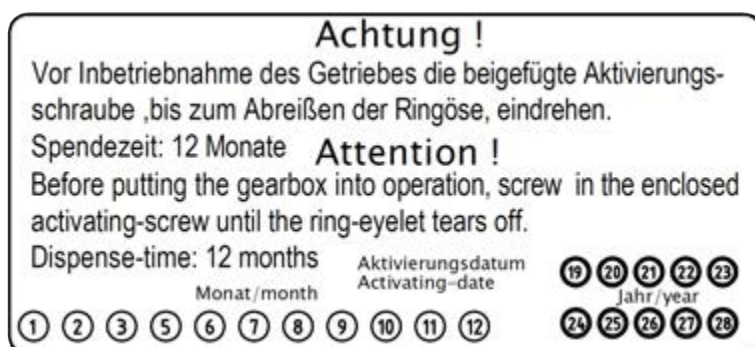 Achtung !
Vor Inbetriebnahme des Getriebes die beigefügte Aktivierungs-
schraube ,bis zum Abreißen der Ringöse, eindrehen.
Spendezeit: 12 Monate Attention !
Before putting the gearbox into operation, screw in the enclosed
activating-screw until the ring-eyelet tears off.
Dispense-time: 12 months
Aktivierungsdatum
Activating-date
19 20 21 22 23
Monat/month
Jahr/year
1 2 3 5 6 7 8 9 10 11 12
24 25 26 27 28